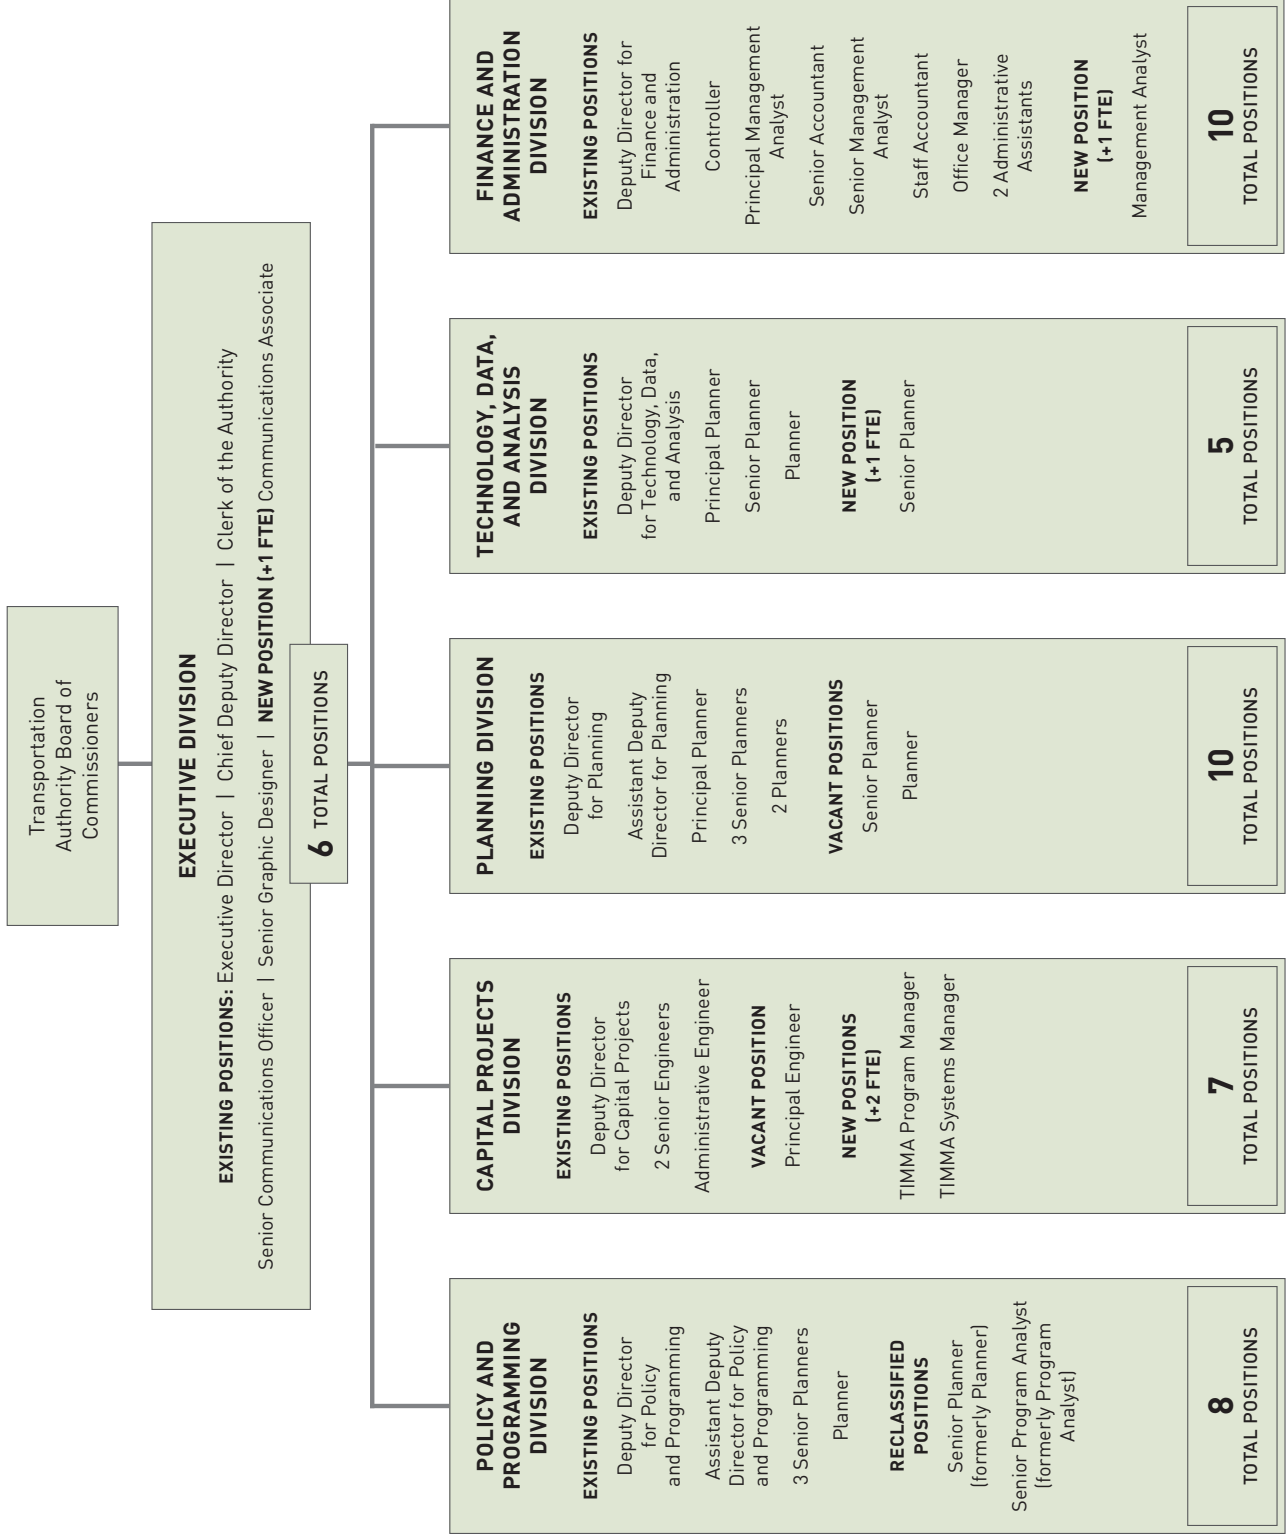 Transportation
Authority Board of
Commissioners
EXECUTIVE DIVISION
EXISTING POSITIONS: Executive Director | Chief Deputy Director | Clerk of the Authority
Senior Communications Officer | Senior Graphic Designer | NEW POSITION (+1 FTE) Communications Associate
6 TOTAL POSITIONS
POLICY AND
PROGRAMMING
DIVISION
EXISTING POSITIONS
Deputy Director
for Policy
and Programming
Assistant Deputy
Director for Policy
and Programming
3 Senior Planners
Planner
RECLASSIFIED
POSITIONS
Senior Planner
(formerly Planner)
Senior Program Analyst
(formerly Program
Analyst)
8
TOTAL POSITIONS
CAPITAL PROJECTS
DIVISION
EXISTING POSITIONS
Deputy Director
for Capital Projects
2 Senior Engineers
Administrative Engineer
VACANT POSITION
Principal Engineer
NEW POSITIONS
(+2 FTE)
TIMMA Program Manager
TIMMA Systems Manager
7
TOTAL POSITIONS
PLANNING DIVISION
EXISTING POSITIONS
Deputy Director
for Planning
Assistant Deputy
Director for Planning
Principal Planner
3 Senior Planners
2 Planners
VACANT POSITIONS
Senior Planner
Planner
10
TOTAL POSITIONS
TECHNOLOGY, DATA,
AND ANALYSIS
DIVISION
EXISTING POSITIONS
Deputy Director
for Technology, Data,
and Analysis
Principal Planner
Senior Planner
Planner
NEW POSITION
(+1 FTE)
Senior Planner
5
TOTAL POSITIONS
FINANCE AND
ADMINISTRATION
DIVISION
EXISTING POSITIONS
Deputy Director for
Finance and
Administration
Controller
Principal Management
Analyst
Senior Accountant
Senior Management
Analyst
Staff Accountant
Office Manager
2 Administrative
Assistants
NEW POSITION
(+1 FTE)
Management Analyst
10
TOTAL POSITIONS